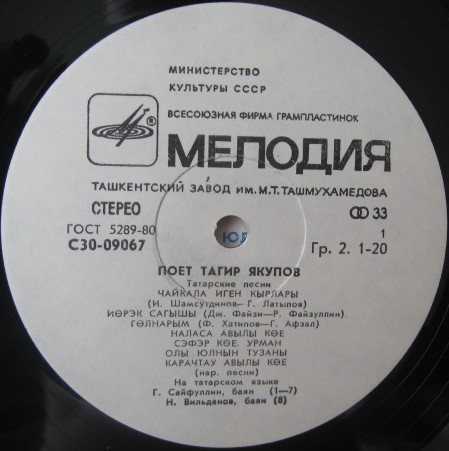 МИНИСТЕРСТВО
КУЛЬТУРЫ СССР
ВСЕСОЮЗНАЯ ФИРМА ГРАМПЛАСТИНОК
® МЕЛОДИЯ
ТАШКЕНТСКИЙ ЗАВОД ИМ. М.Т. ТАШМУХАМЕДОВА
СТЕРЕО 33
ГОСТ 5289-80 1
С30-09067 Гр. 2. 1-20
ПОЕТ ТАГИР ЯКУПОВ
Татарские песни
ЧАЙКАЛА ИГЕН КЫРЛАРЫ
(И. Шамсутдинов— Г. Латыпов)
ЙӨРЭК САГЫШЫ (Дж. Файзи—Р. Файзуллин)
ГӨЛНАРЫМ (Ф. Хатипов—Г. Афзал)
НАЛАСА АВЫЛЫ КӨЕ
СЭФЭР КӨЕ. УРМАН
ОЛЫ ЮЛНЫН ТУЗАНЫ
КАРАЧТАУ АВЫЛЫ КӨЕ
(нар. песни)
На татарском языке
Г. Сайфуллин, баян (1—7)
Н. Вильданов, баян (8)